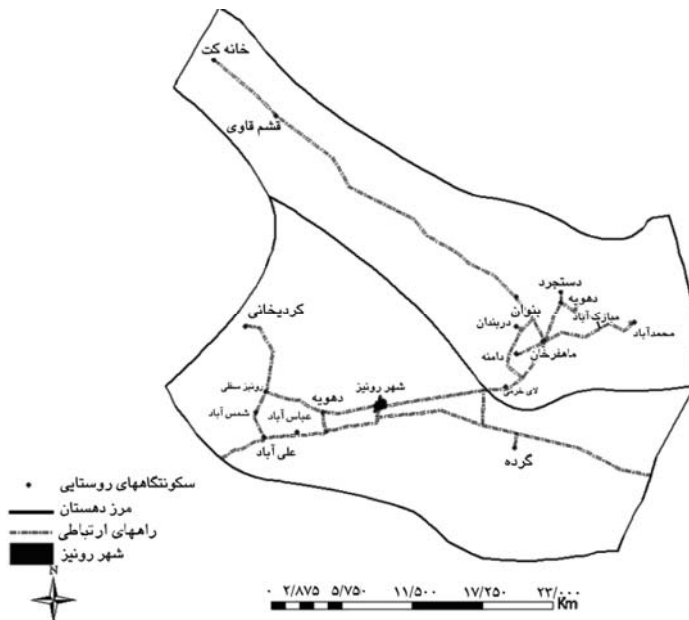 خانه کت
قشم قاوی
دستجرد
دهویه
بنوان
مبارک آباد
محمدآباد
دربندان
ماهفرخان
دامنه
کردیخانی
لای خرمی
شهر رونیز
رونیز سفلی
دهویه
شمس آباد
عباس آباد
علی آباد
گرده
سکونتگاههای روستایی
مرز دهستان
راههای ارتباطی
شهر رونیز
N
۰ ۲/۸۷۵ ۵/۷۵۰ ۱۱/۵۰۰ ۱۷/۲۵۰ ۲۳/۰۰۰
Km